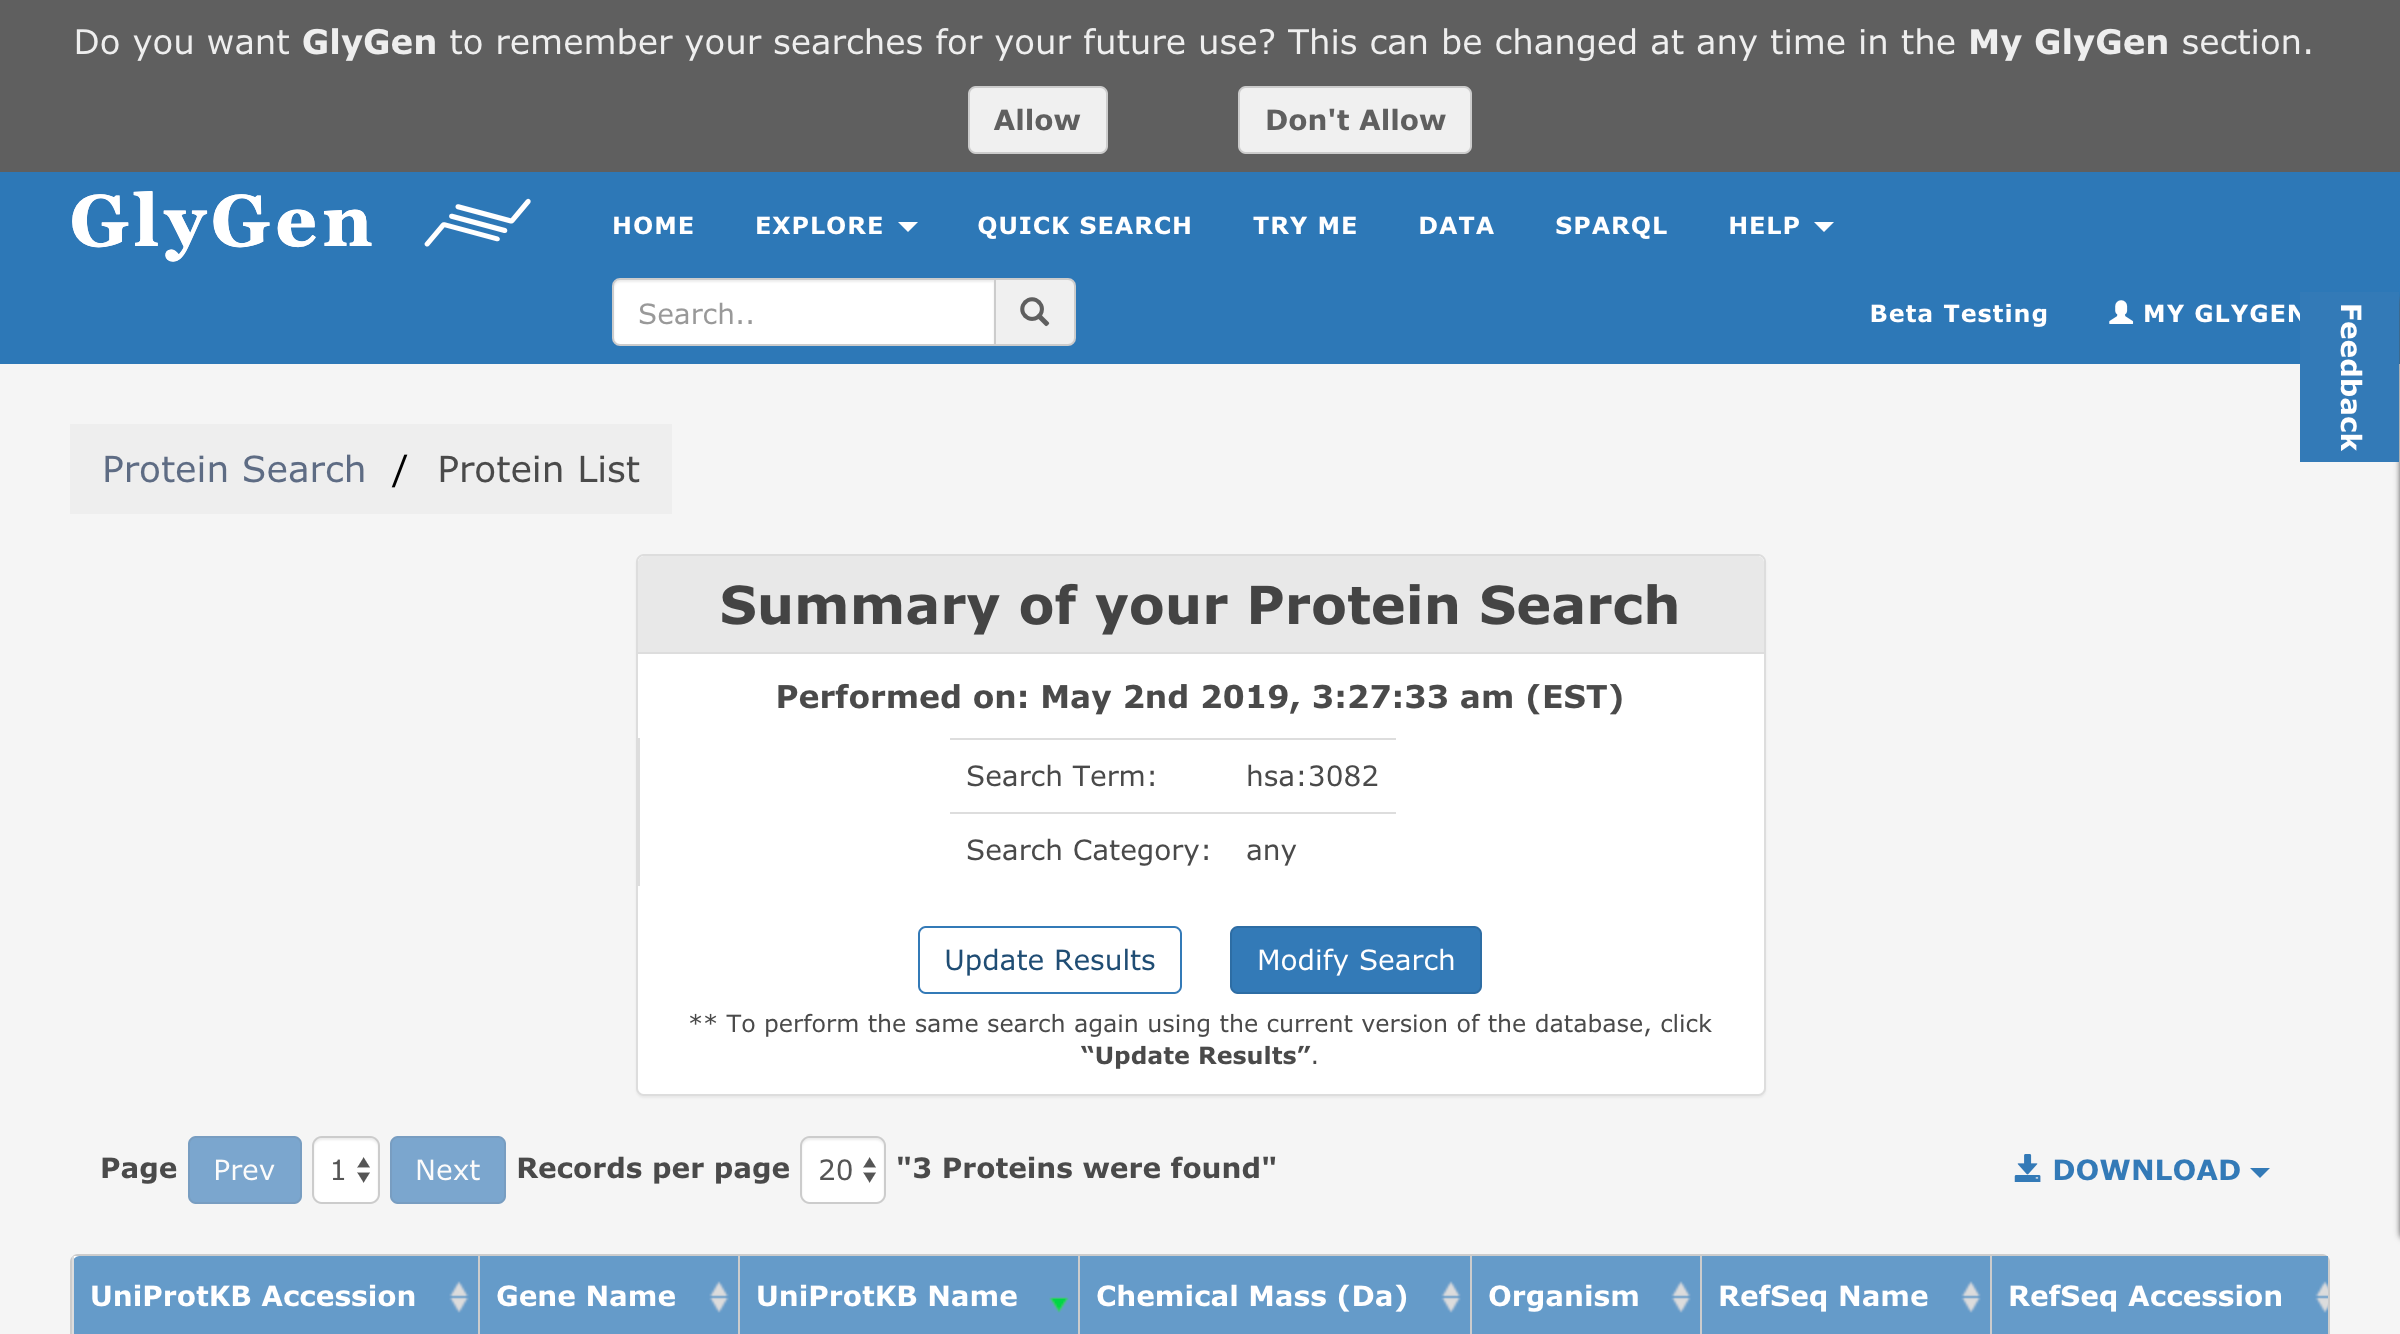 Do you want GlyGen to remember your searches for your future use? This can be changed at any time in the My GlyGen section.
Allow Don't Allow
GlyGen HOME EXPLORE QUICK SEARCH TRY ME DATA SPARQL HELP
Search.. Beta Testing MY GLYGEN
Feedback
Protein Search / Protein List
Summary of your Protein Search
Performed on: May 2nd 2019, 3:27:33 am (EST)
Search Term: hsa:3082
Search Category: any
Update Results Modify Search
** To perform the same search again using the current version of the database, click
“Update Results”.
Page Prev 1 Next Records per page 20 "3 Proteins were found" DOWNLOAD
UniProtKB Accession Gene Name UniProtKB Name Chemical Mass (Da) Organism RefSeq Name RefSeq Accession